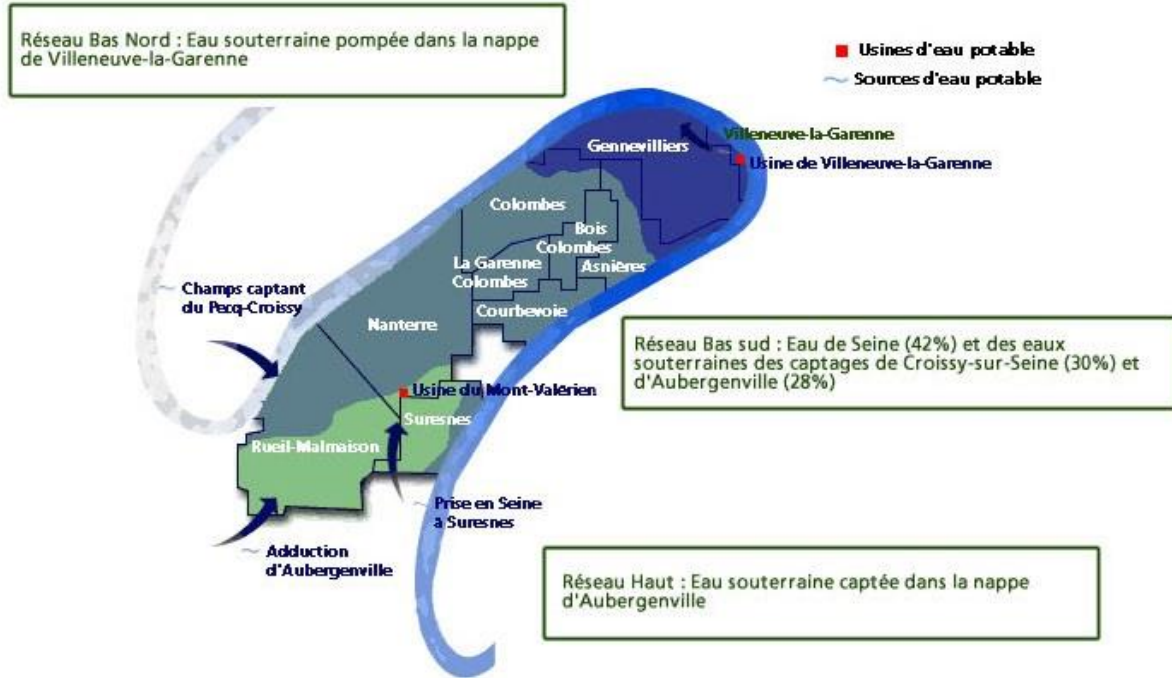 Réseau Bas Nord : Eau souterraine pompée dans la nappe
de Villeneuve-la-Garenne
Usines d'eau potable
Sources d'eau potable
Villeneuve-la-Garenne
Gennevilliers
Usine de Villeneuve-la-Garenne
Colombes
Bois
Colombes
La Garenne
Colombes
Asnières
Champs captant
du Pecq-Croissy
Courbevoie
Nanterre
Réseau Bas sud : Eau de Seine (42%) et des eaux
souterraines des captages de Croissy-sur-Seine (30%) et
d'Aubergenville (28%)
Usine du Mont-Valérien
Suresnes
Rueil-Malmaison
Prise en Seine
à Suresnes
Adduction
d'Aubergenville
Réseau Haut : Eau souterraine captée dans la nappe
d'Aubergenville